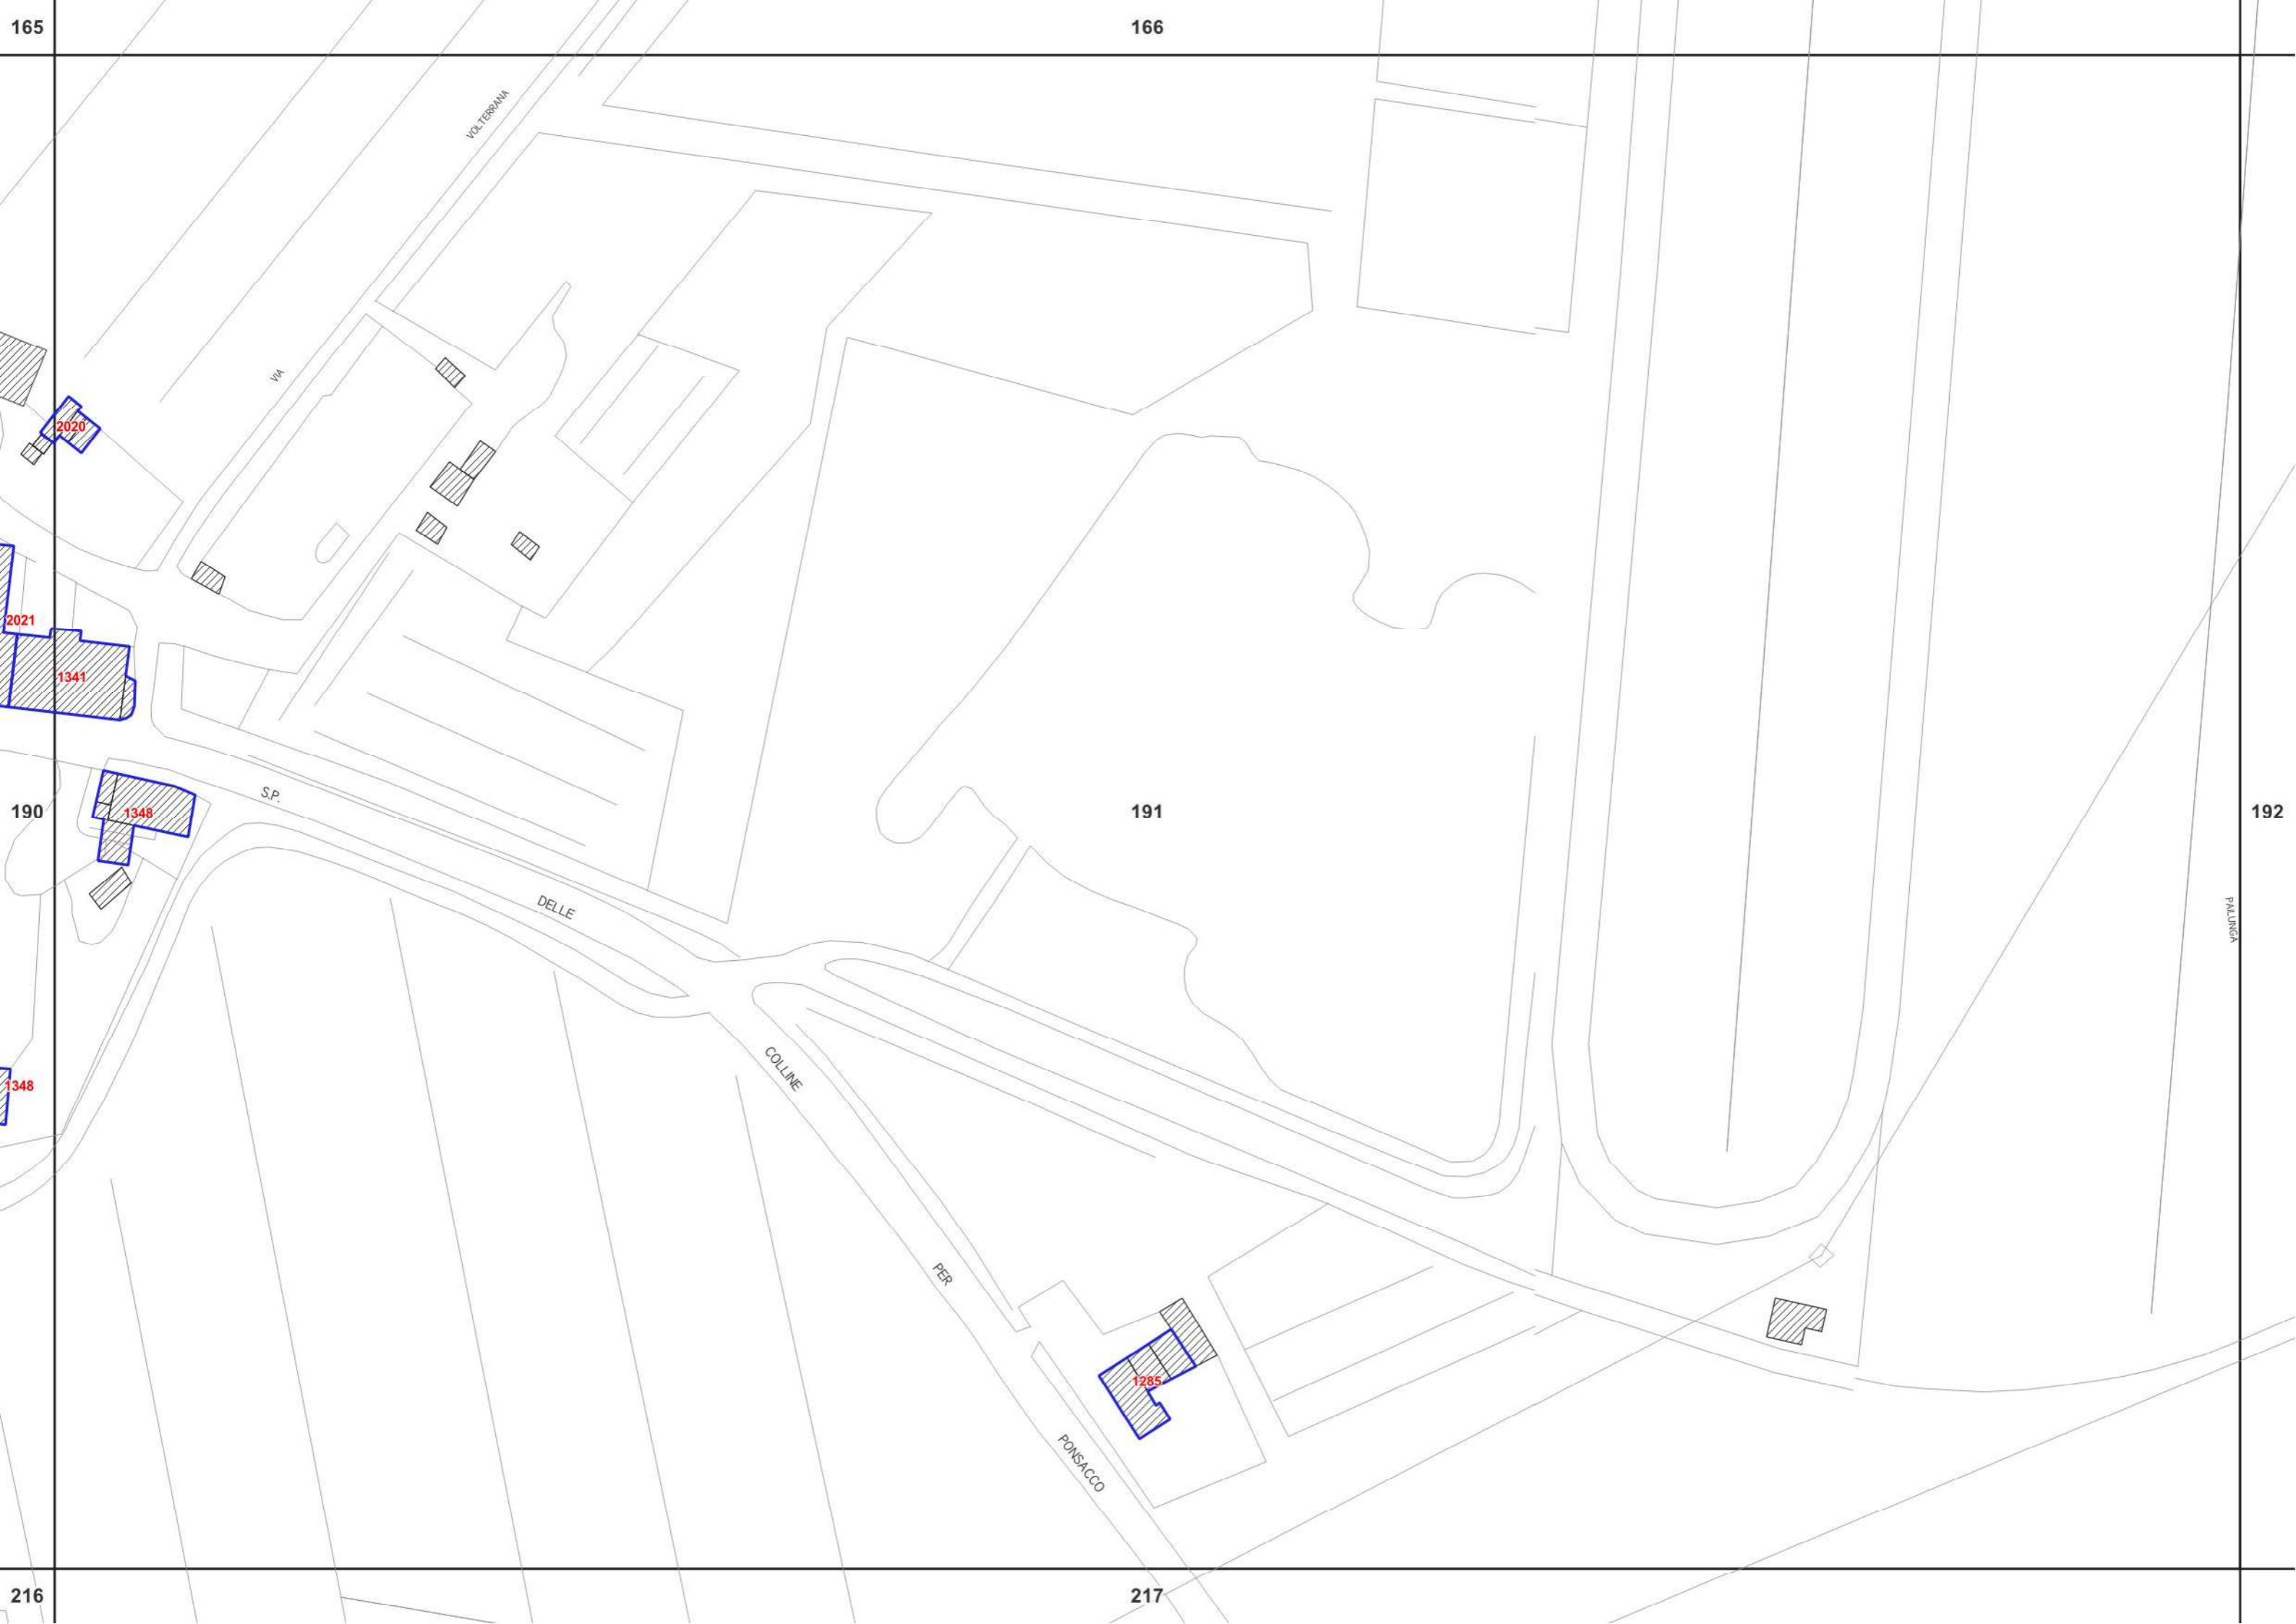 165
166
VOLTERRANA
VIA
2020
2021
1341
190
S.P.
1348
191
192
DELLE
PAILUNGA
COLLINE
1348
PER
1285
PONSACCO
216
217